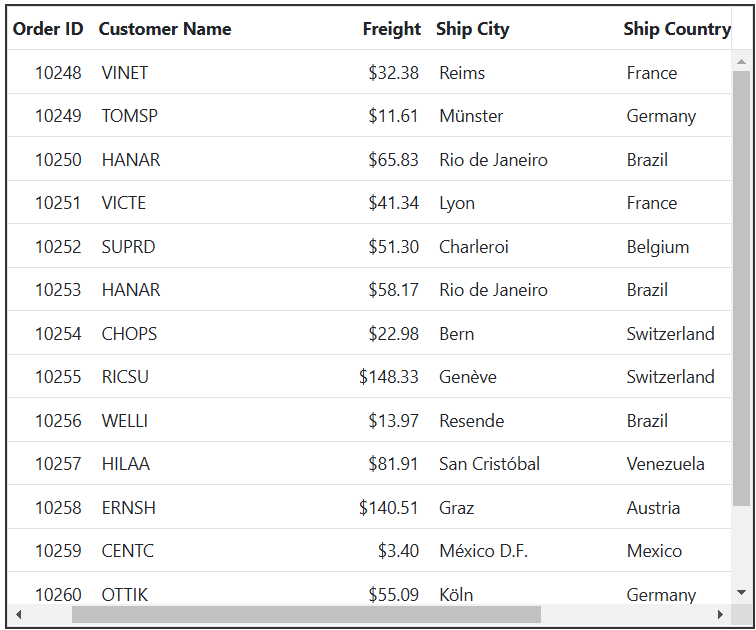 Order ID Customer Name Freight Ship City Ship Country
10248 VINET $32.38 Reims France
10249 TOMSP $11.61 Münster Germany
10250 HANAR $65.83 Rio de Janeiro Brazil
10251 VICTE $41.34 Lyon France
10252 SUPRD $51.30 Charleroi Belgium
10253 HANAR $58.17 Rio de Janeiro Brazil
10254 CHOPS $22.98 Bern Switzerland
10255 RICSU $148.33 Genève Switzerland
10256 WELLI $13.97 Resende Brazil
10257 HILAA $81.91 San Cristóbal Venezuela
10258 ERNSH $140.51 Graz Austria
10259 CENTC $3.40 México D.F. Mexico
10260 OTTIK $55.09 Köln Germany